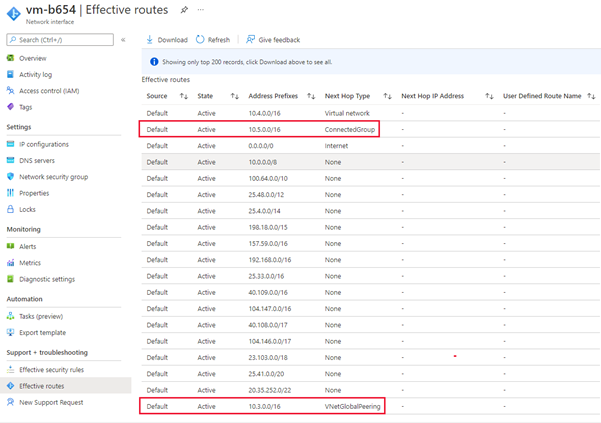 vm-b654 | Effective routes
Network interface
Search (Ctrl+/)
Download Refresh Give feedback
Overview
Activity log
Access control (IAM)
Tags
Settings
IP configurations
DNS servers
Network security group
Properties
Locks
Monitoring
Alerts
Metrics
Diagnostic settings
Automation
Tasks (preview)
Export template
Support + troubleshooting
Effective security rules
Effective routes
New Support Request
Showing only top 200 records, click Download above to see all.
Effective routes
Source State Address Prefixes Next Hop Type Next Hop IP Address User Defined Route Name
Default Active 10.4.0.0/16 Virtual network - -
Default Active 10.5.0.0/16 ConnectedGroup - -
Default Active 0.0.0.0/0 Internet - -
Default Active 10.0.0.0/8 None - -
Default Active 100.64.0.0/10 None - -
Default Active 25.48.0.0/12 None - -
Default Active 25.4.0.0/14 None - -
Default Active 198.18.0.0/15 None - -
Default Active 157.59.0.0/16 None - -
Default Active 192.168.0.0/16 None - -
Default Active 25.33.0.0/16 None - -
Default Active 40.109.0.0/16 None - -
Default Active 104.147.0.0/16 None - -
Default Active 40.108.0.0/17 None - -
Default Active 104.146.0.0/17 None - -
Default Active 23.103.0.0/18 None - -
Default Active 25.41.0.0/20 None - -
Default Active 20.35.252.0/22 None - -
Default Active 10.3.0.0/16 VNetGlobalPeering - -